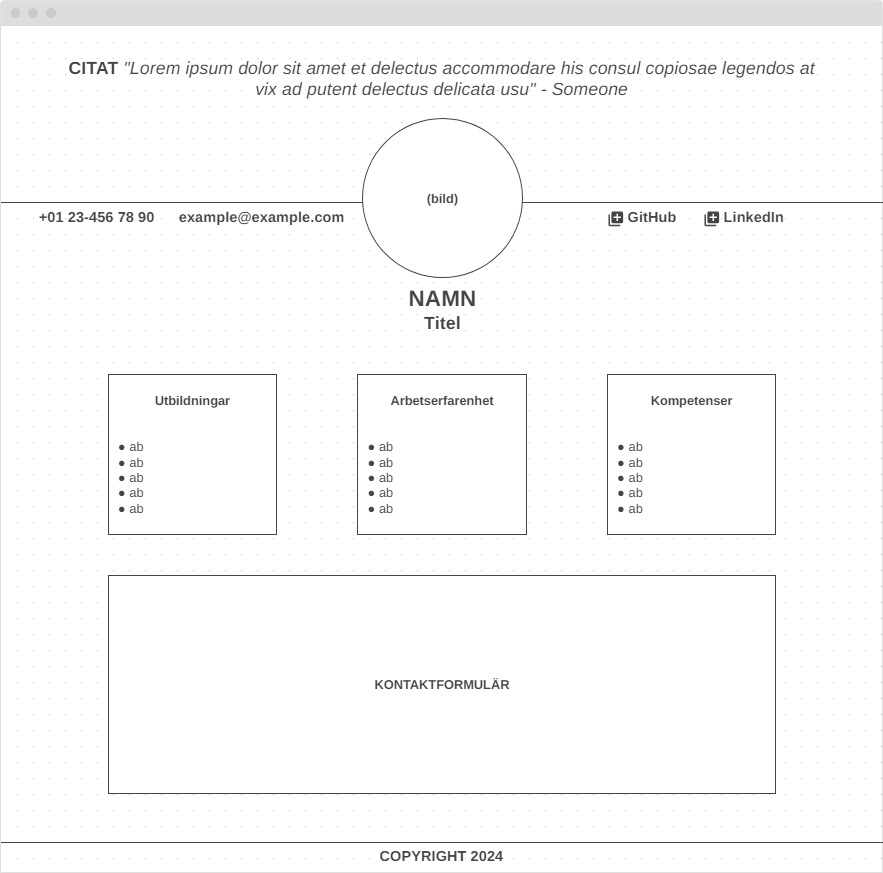 CITAT "Lorem ipsum dolor sit amet et delectus accommodare his consul copiosae legendos at
vix ad putent delectus delicata usu" - Someone
(bild)
+01 23-456 78 90 example@example.com GitHub LinkedIn
NAMN
Titel
Utbildningar
● ab
● ab
● ab
● ab
● ab
Arbetserfarenhet
● ab
● ab
● ab
● ab
● ab
Kompetenser
● ab
● ab
● ab
● ab
● ab
KONTAKTFORMULÄR
COPYRIGHT 2024